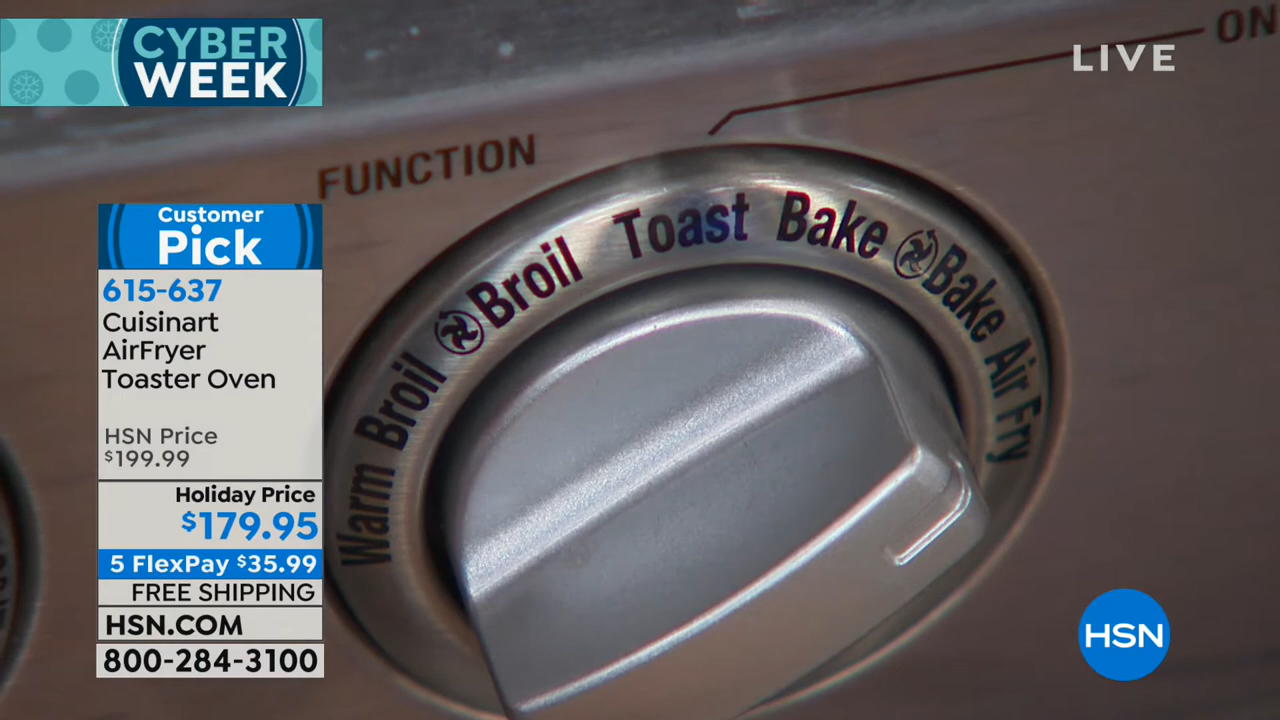 CYBER
WEEK
LIVE
ON
FUNCTION
Warm Broil Broil Toast Bake Bake Air Fry
Customer
Pick
615-637
Cuisinart
AirFryer
Toaster Oven
HSN Price
$199.99
Holiday Price
$179.95
5 FlexPay $35.99
FREE SHIPPING
HSN.COM
800-284-3100
HSN